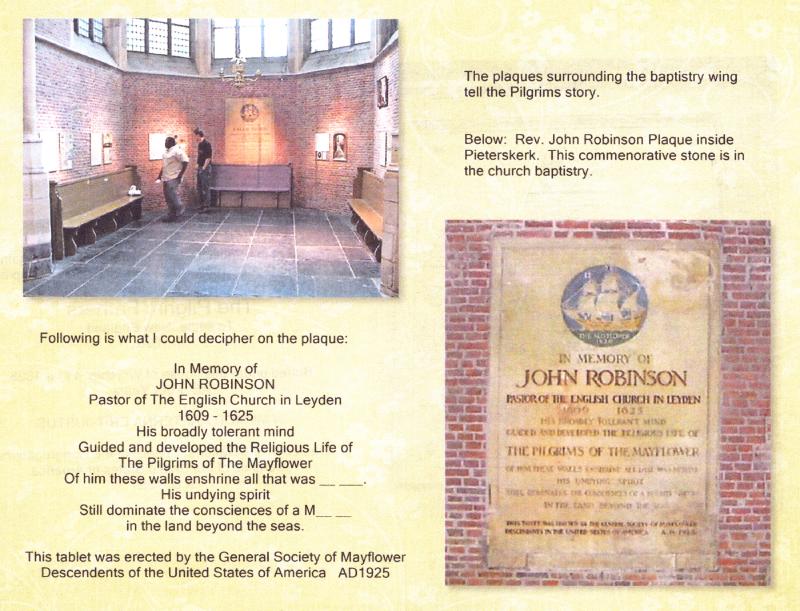 The plaques surrounding the baptistry wing
tell the Pilgrims story.
Below: Rev. John Robinson Plaque inside
Pieterskerk. This commenorative stone is in
the church baptistry.
Following is what I could decipher on the plaque:
In Memory of
JOHN ROBINSON
Pastor of The English Church in Leyden
1609 - 1625
His broadly tolerant mind
Guided and developed the Religious Life of
The Pilgrims of The Mayflower
Of him these walls enshrine all that was __ ___.
His undying spirit
Still dominate the consciences of a M__ __
in the land beyond the seas.
This tablet was erected by the General Society of Mayflower
Descendents of the United States of America AD1925
THE MAYFLOWER
1620
IN MEMORY OF
JOHN ROBINSON
PASTOR OF THE ENGLISH CHURCH IN LEYDEN
1609 1625
HIS BROADLY TOLERANT MIND
GUIDED AND DEVELOPED THE RELIGIOUS LIFE OF
THE PILGRIMS OF THE MAYFLOWER
OF HIM THESE WALLS ENSHRINE ALL THAT WAS
HIS UNDYING SPIRIT
STILL DOMINATES THE CONSCIENCES OF A
IN THE LAND BEYOND THE SEAS
THIS TABLET WAS ERECTED BY THE GENERAL SOCIETY OF MAYFLOWER
DESCENDENTS IN THE UNITED STATES OF AMERICA A.D. 1925